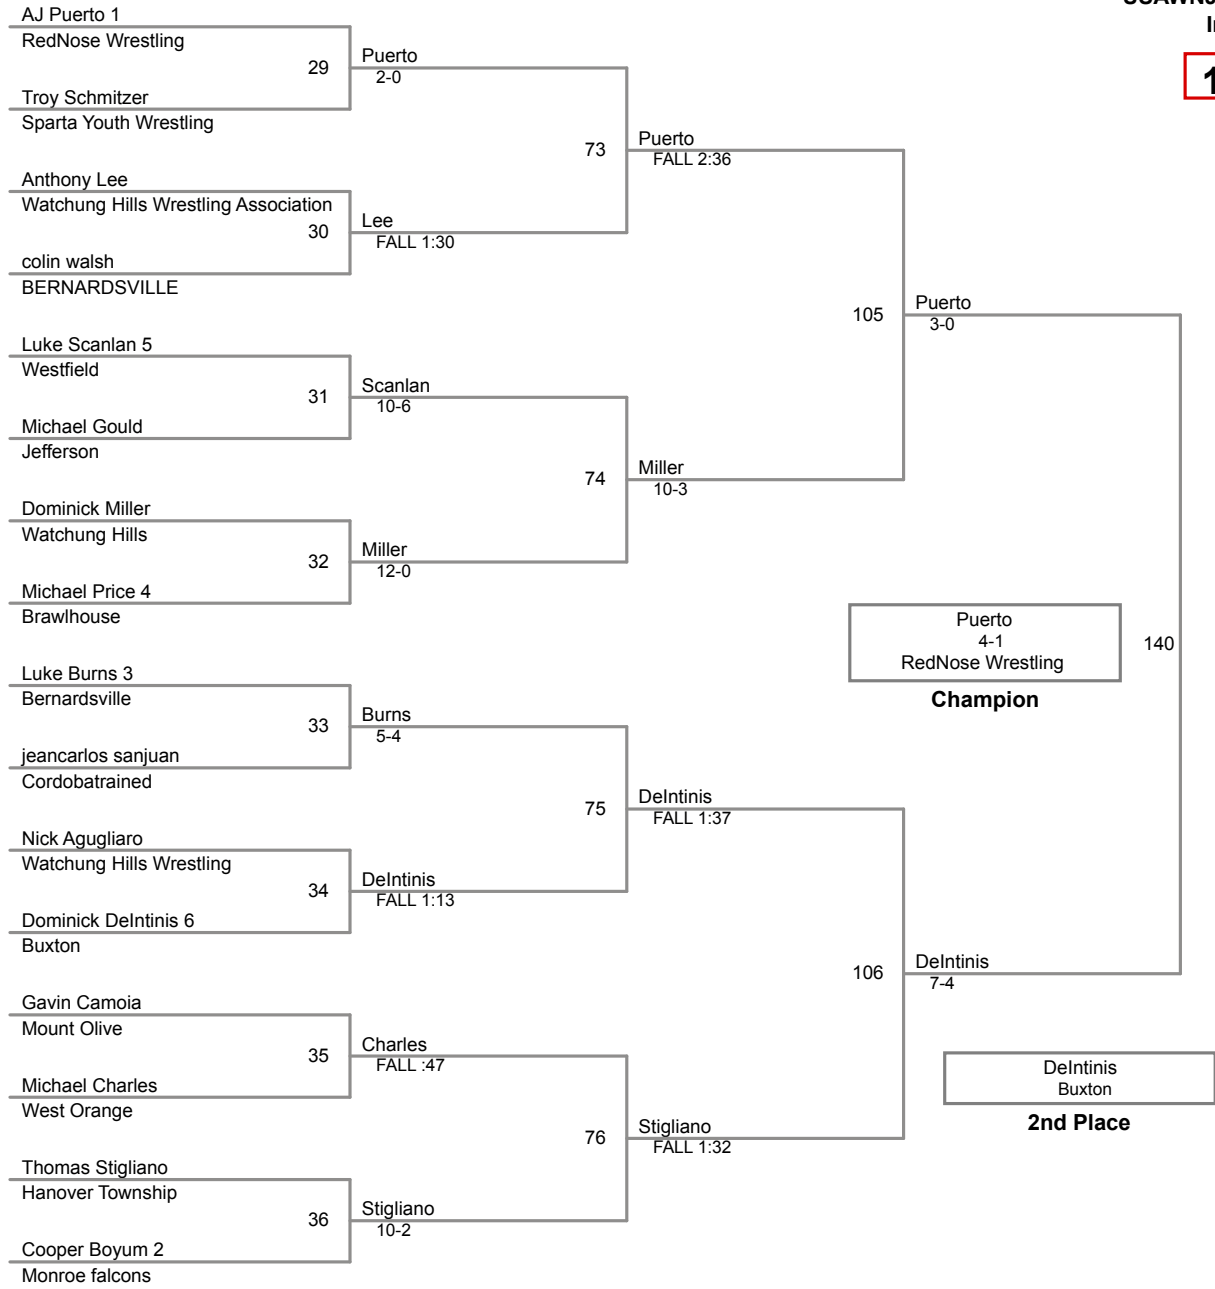 AJ Puerto 1
RedNose Wrestling
29
Puerto
2-0
Troy Schmitzer
Sparta Youth Wrestling
73
Puerto
FALL 2:36
Anthony Lee
Watchung Hills Wrestling Association
30
Lee
FALL 1:30
colin walsh
BERNARDSVILLE
105
Puerto
3-0
Luke Scanlan 5
Westfield
31
Scanlan
10-6
Michael Gould
Jefferson
74
Miller
10-3
Dominick Miller
Watchung Hills
32
Miller
12-0
Michael Price 4
Brawlhouse
Puerto
4-1
RedNose Wrestling
Champion
140
Luke Burns 3
Bernardsville
33
Burns
5-4
jeancarlos sanjuan
Cordobatrained
75
DeIntinis
FALL 1:37
Nick Agugliaro
Watchung Hills Wrestling
34
DeIntinis
FALL 1:13
Dominick DeIntinis 6
Buxton
106
DeIntinis
7-4
Gavin Camoia
Mount Olive
35
Charles
FALL :47
Michael Charles
West Orange
DeIntinis
Buxton
2nd Place
76
Stigliano
FALL 1:32
Thomas Stigliano
Hanover Township
36
Stigliano
10-2
Cooper Boyum 2
Monroe falcons